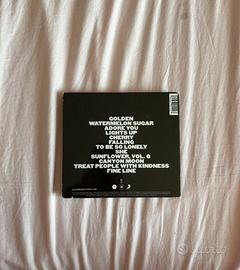 GOLDEN
WATERMELON SUGAR
ADORE YOU
LIGHTS UP
CHERRY
FALLING
TO BE SO LONELY
SHE
SUNFLOWER, VOL. 6
CANYON MOON
TREAT PEOPLE WITH KINDNESS
FINE LINE
subito